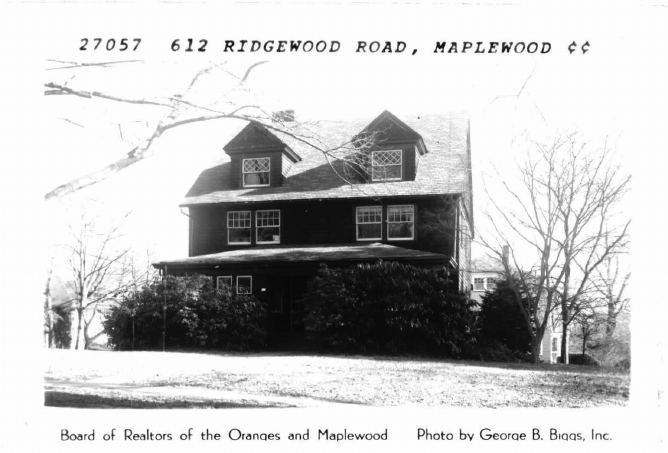 27057 612 RIDGEWOOD ROAD, MAPLEWOOD ¢¢
Board of Realtors of the Oranges and Maplewood Photo by George B. Biggs, Inc.